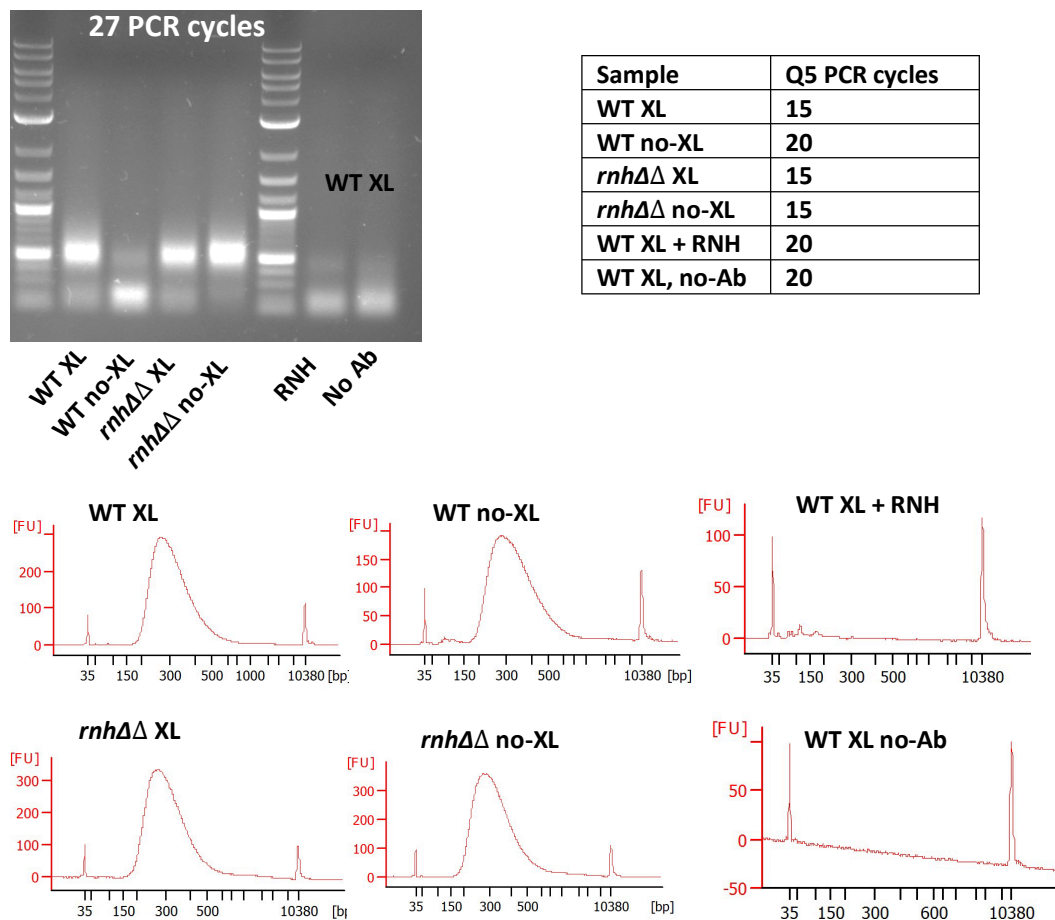 27 PCR cycles
WT XL
WT XL
WT no-XL
rnhΔΔ XL
rnhΔΔ no-XL
RNH
No Ab
Sample Q5 PCR cycles
WT XL 15
WT no-XL 20
rnhΔΔ XL 15
rnhΔΔ no-XL 15
WT XL + RNH 20
WT XL, no-Ab 20
WT XL
[FU]
200
100
0
35 150 300 500 1000 10380 [bp]
WT no-XL
[FU]
150
100
50
0
35 150 300 500 10380 [bp]
WT XL + RNH
[FU]
100
50
0
35 150 300 600 10380
rnhΔΔ XL
[FU]
300
200
100
0
35 150 300 500 10380
rnhΔΔ no-XL
[FU]
300
200
100
0
35 150 300 500 10380
WT XL no-Ab
[FU]
50
0
-50
35 150 300 600 10380